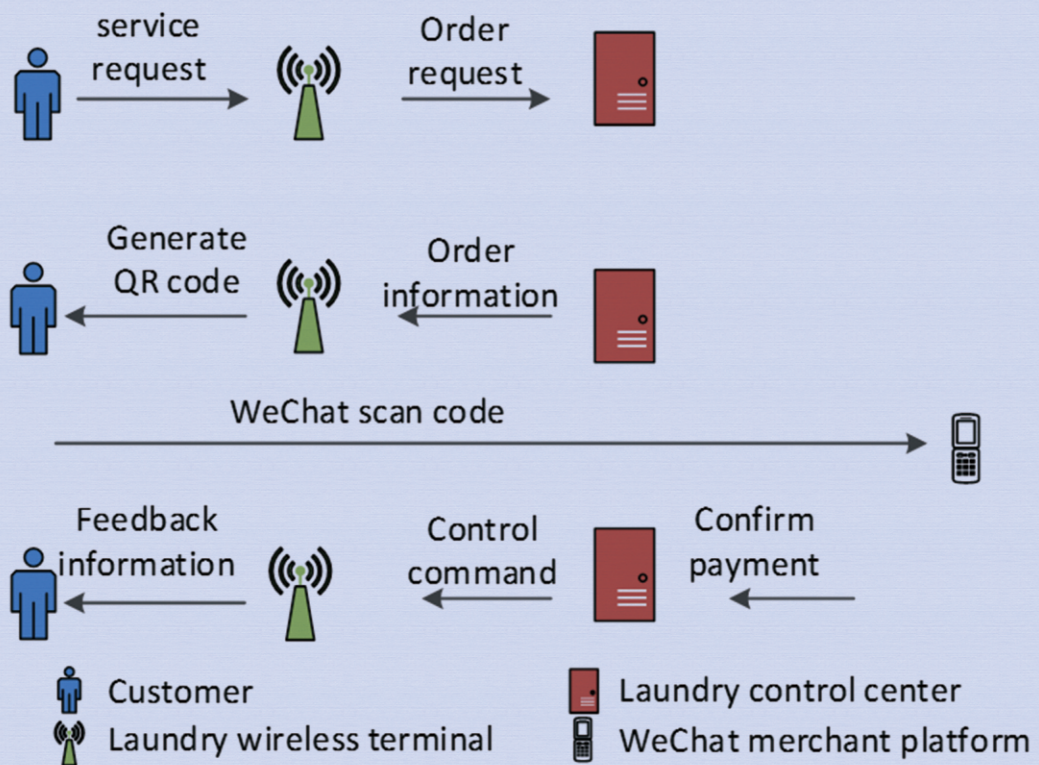 service
request
Order
request
Generate
QR code
Order
information
WeChat scan code
Feedback
information
Control
command
Confirm
payment
Customer
Laundry control center
Laundry wireless terminal
WeChat merchant platform